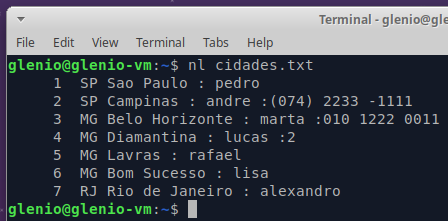 Terminal - glenio@glenio-v
File Edit View Terminal Tabs Help
glenio@glenio-vm:~$ nl cidades.txt
1 SP Sao Paulo : pedro
2 SP Campinas : andre :(074) 2233 -1111
3 MG Belo Horizonte : marta :010 1222 0011
4 MG Diamantina : lucas :2
5 MG Lavras : rafael
6 MG Bom Sucesso : lisa
7 RJ Rio de Janeiro : alexandro
glenio@glenio-vm:~$